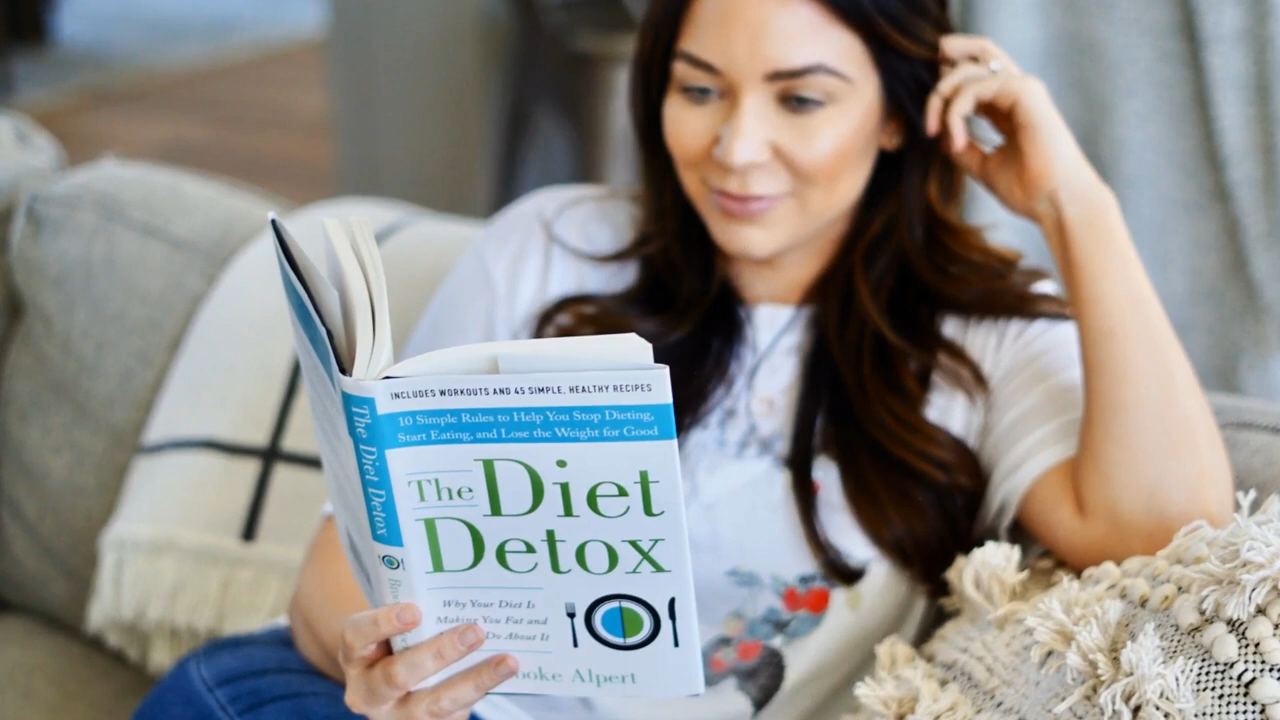 INCLUDES WORKOUTS AND 45 SIMPLE, HEALTHY RECIPES
10 Simple Rules to Help You Stop Dieting,
Start Eating, and Lose the Weight for Good
The Diet
Detox
Why Your Diet Is
Making You Fat and
Do About It
Alpert
The Diet Detox